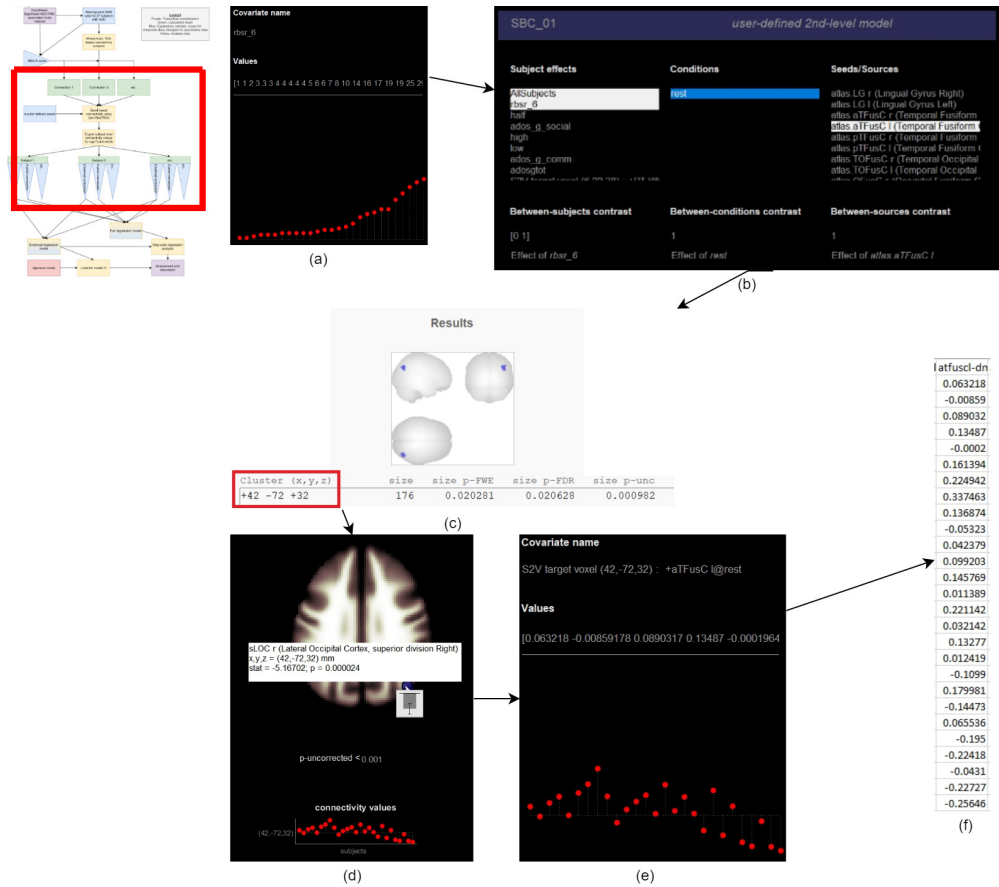 Covariate name
rbsr_6
Values
[1 1 2 3 3 3 4 4 4 4 4 5 5 6 6 7 8 10 14 16 17 19 19 25 25
(a)
SBC_01
user-defined 2nd-level model
Subject effects
AllSubjects
rbsr_6
half
ados_g_social
high
low
ados_g_comm
adosgtot
Conditions
rest
Seeds/Sources
atlas.LG r (Lingual Gyrus Right)
atlas.LG l (Lingual Gyrus Left)
atlas.aTFusC r (Temporal Fusiform
atlas.aTFusC l (Temporal Fusiform
atlas.pTFusC r (Temporal Fusiform
atlas.pTFusC l (Temporal Fusiform
atlas.TOFusC r (Temporal Occipital
atlas.TOFusC l (Temporal Occipital
Between-subjects contrast
[0 1]
Effect of rbsr_6
Between-conditions contrast
1
Effect of rest
Between-sources contrast
1
Effect of atlas.aTFusC l
(b)
Results
Cluster (x,y,z) size size p-FWE size p-FDR size p-unc
+42 -72 +32 176 0.020281 0.020628 0.000982
(c)
sLOC r (Lateral Occipital Cortex, superior division Right)
x,y,z = (42,-72,32) mm
stat = -5.16702; p = 0.000024
p-uncorrected < 0.001
connectivity values
(42,-72,32)
subjects
(d)
Covariate name
S2V target voxel (42,-72,32) : +aTFusC l@rest
Values
[0.063218 -0.00859178 0.0890317 0.13487 -0.0001964
(e)
latfuscl-dn
0.063218
-0.00859
0.089032
0.13487
-0.0002
0.161394
0.224942
0.337463
0.136874
-0.05323
0.042379
0.099203
0.145769
0.011389
0.221142
0.032142
0.13277
0.012419
-0.1099
0.179981
-0.14473
0.065536
-0.195
-0.22418
-0.0431
-0.22727
-0.25646
(f)